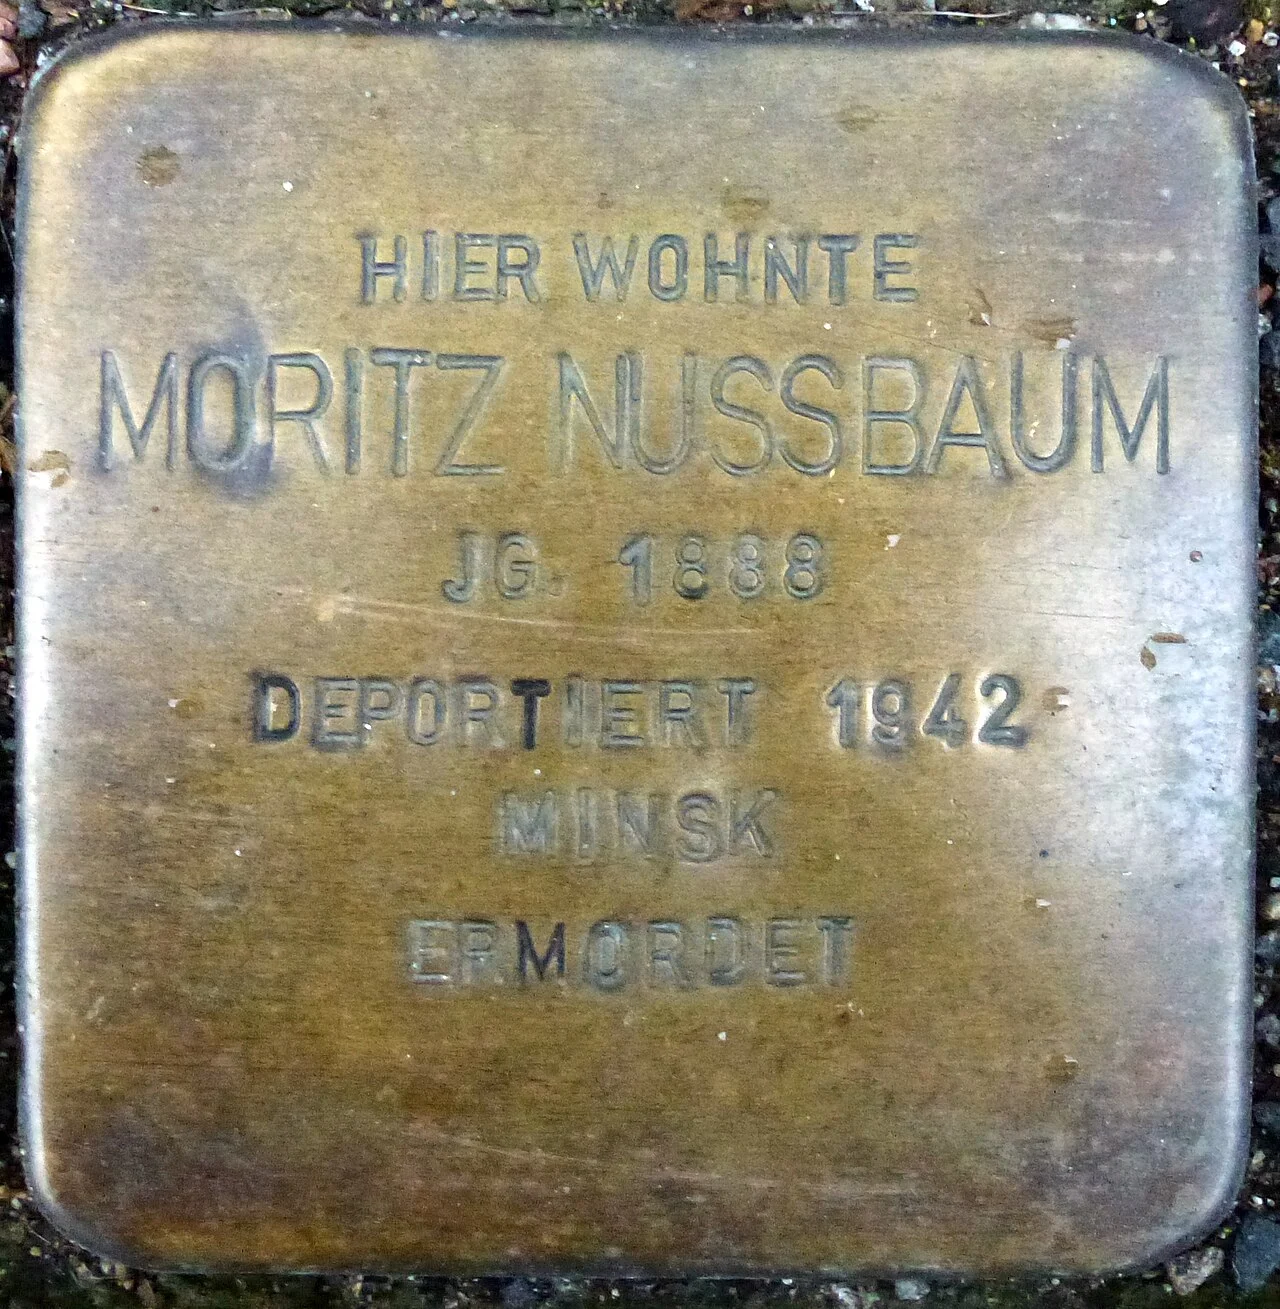 HIER WOHNTE
MORITZ NUSSBAUM
JG. 1888
DEPORTIERT 1942
MINSK
ERMORDET